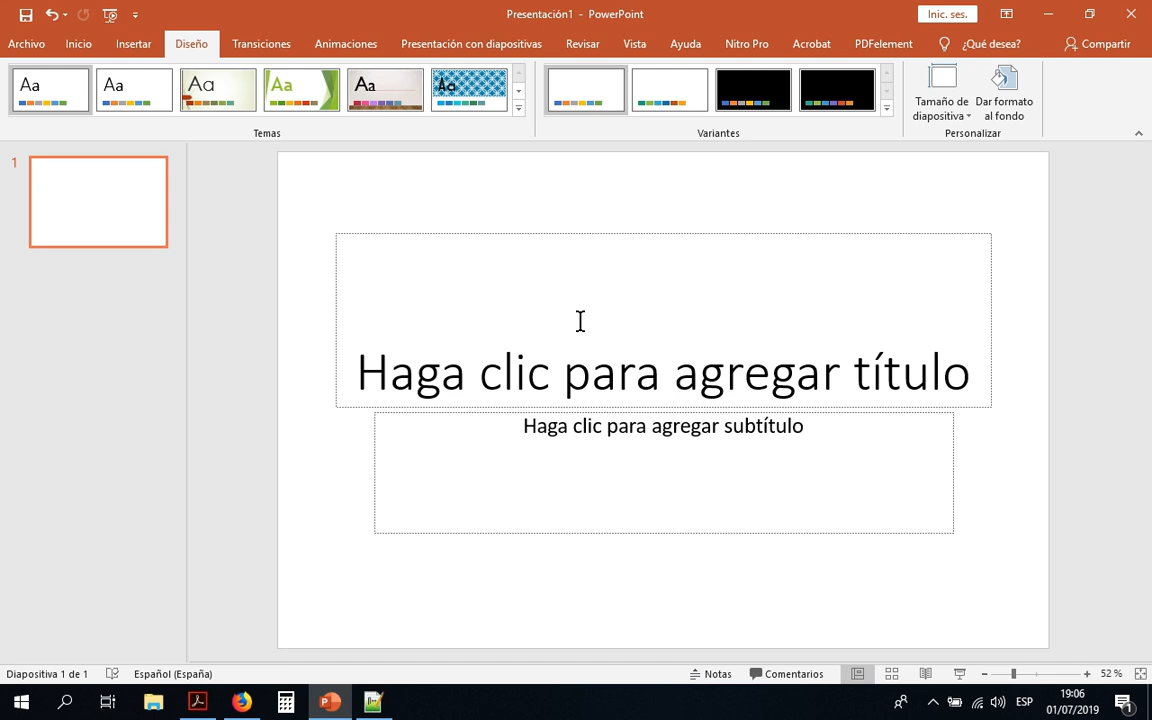 Presentación1 - PowerPoint
Inic. ses.
Archivo
Inicio
Insertar
Diseño
Transiciones
Animaciones
Presentación con diapositivas
Revisar
Vista
Ayuda
Nitro Pro
Acrobat
PDFelement
¿Qué desea?
Compartir
Aa
Aa
Aa
Aa
Aa
Aa
Tamaño de
diapositiva
Dar formato
al fondo
Temas
Variantes
Personalizar
1
Haga clic para agregar título
Haga clic para agregar subtítulo
Diapositiva 1 de 1
Español (España)
Notas
Comentarios
52 %
ESP
19:06
01/07/2019
1